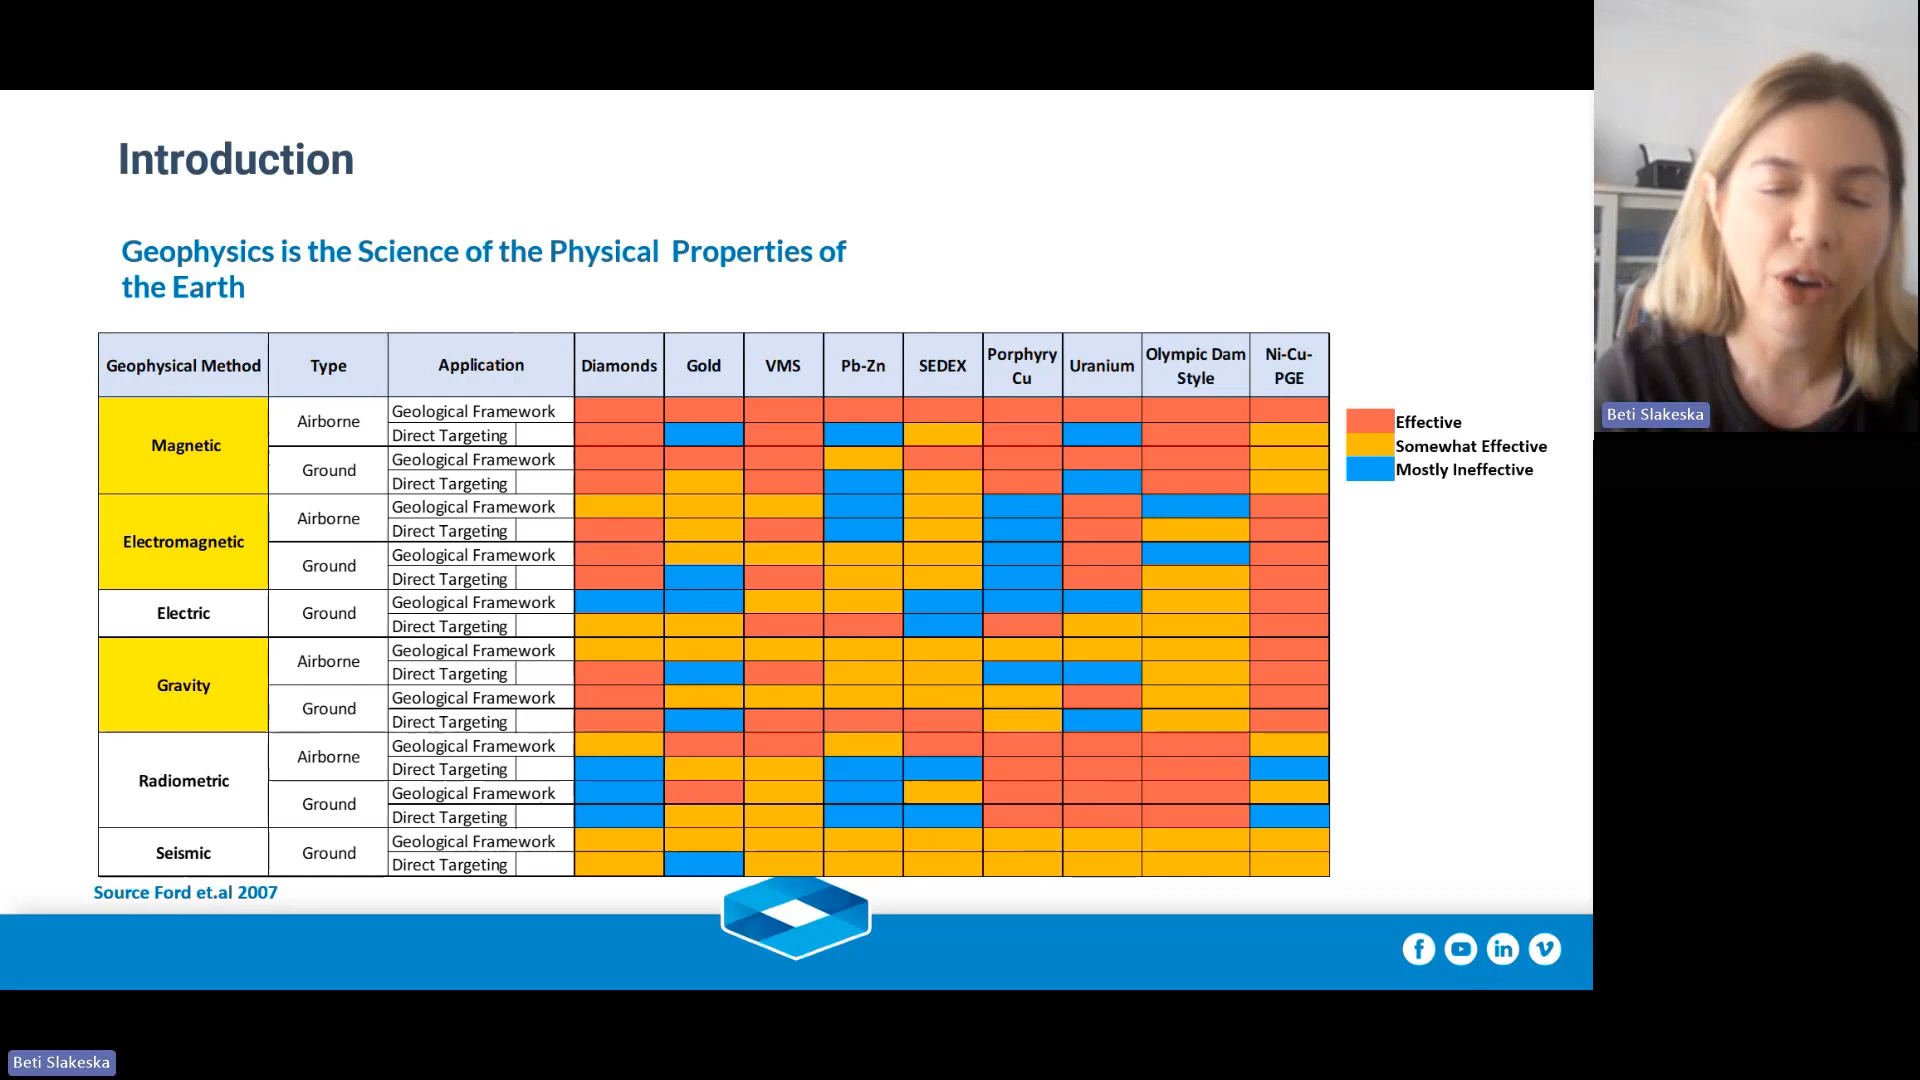 Introduction
Geophysics is the Science of the Physical Properties of
the Earth
Geophysical Method Type Application Diamonds Gold VMS Pb-Zn SEDEX Porphyry Cu Uranium Olympic Dam Style Ni-Cu-PGE
Magnetic
Airborne
Geological Framework
Direct Targeting
Ground
Geological Framework
Direct Targeting
Electromagnetic
Airborne
Geological Framework
Direct Targeting
Ground
Geological Framework
Direct Targeting
Electric
Ground
Geological Framework
Direct Targeting
Gravity
Airborne
Geological Framework
Direct Targeting
Ground
Geological Framework
Direct Targeting
Radiometric
Airborne
Geological Framework
Direct Targeting
Ground
Geological Framework
Direct Targeting
Seismic
Ground
Geological Framework
Direct Targeting
Effective
Somewhat Effective
Mostly Ineffective
Source Ford et.al 2007
Beti Slakeska
Beti Slakeska